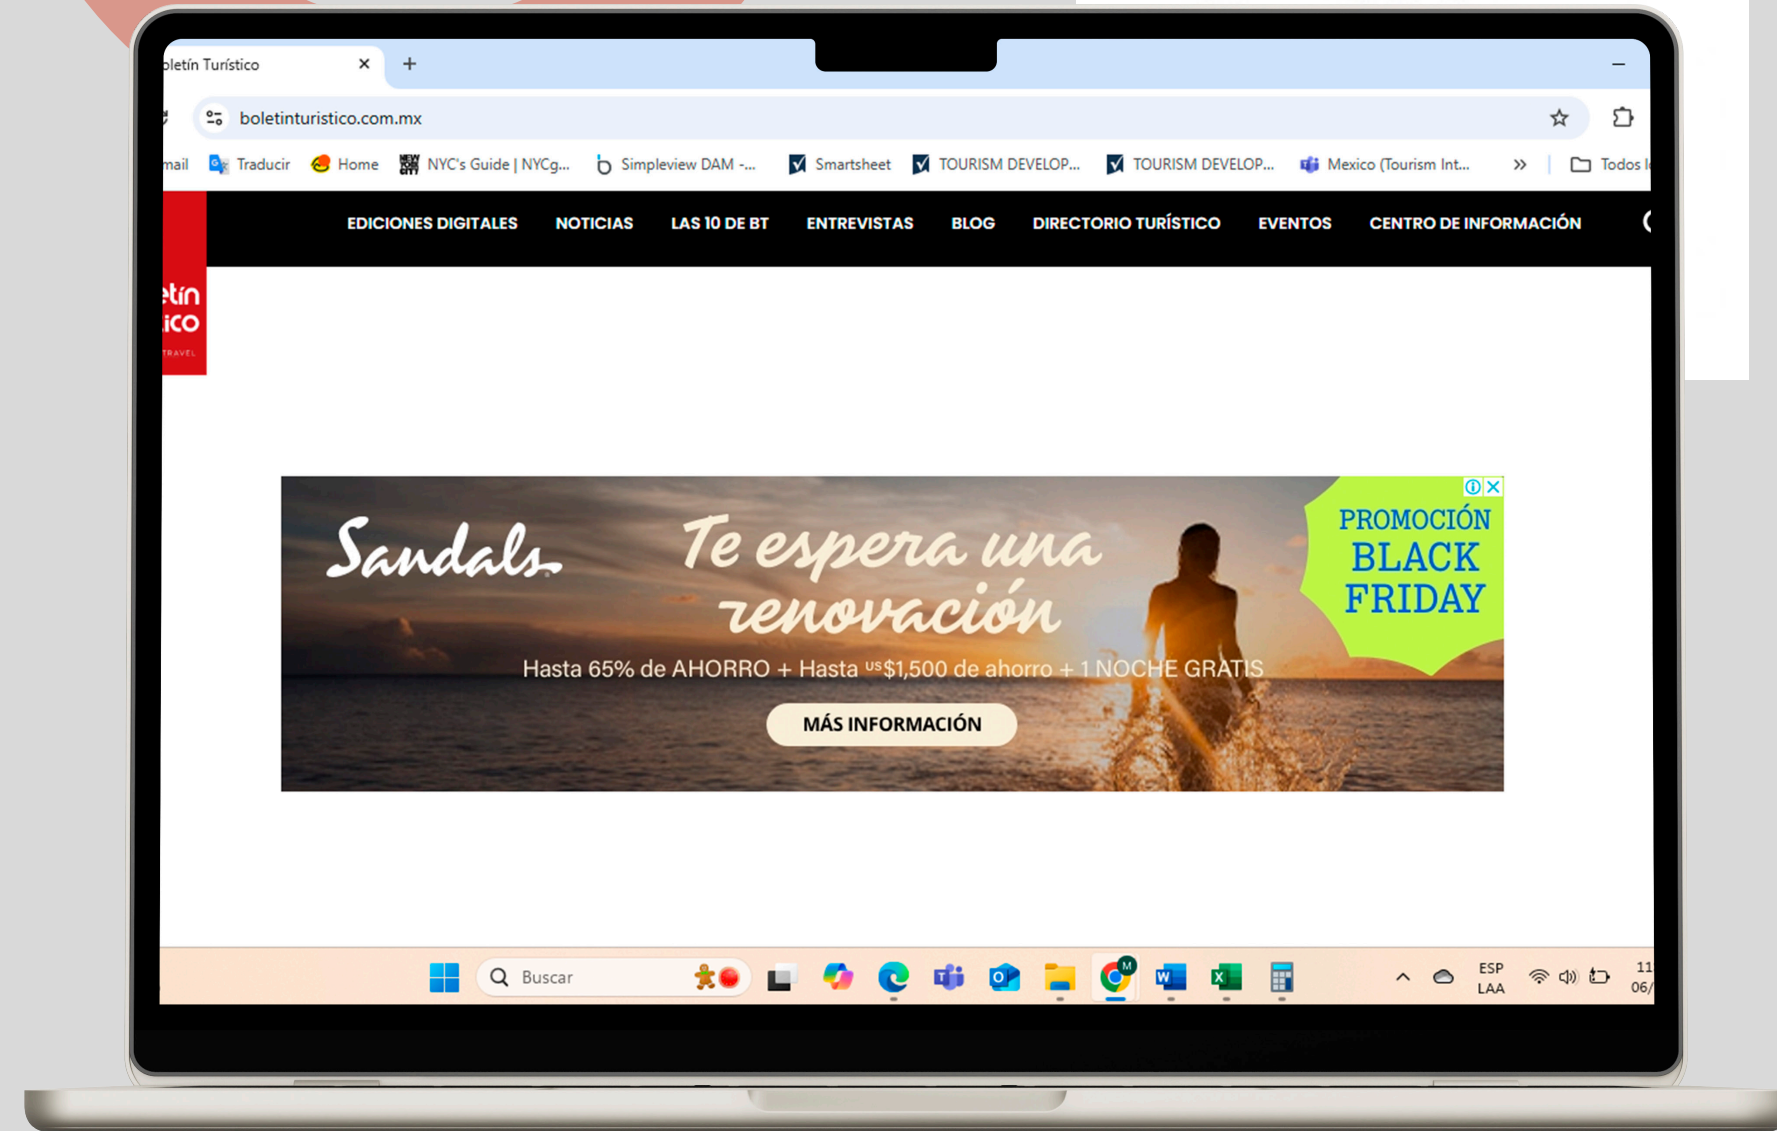 oletín Turístico
boletinturistico.com.mx
mail Traducir Home NYC's Guide | NYCg... Simpleview DAM -... Smartsheet TOURISM DEVELOP... TOURISM DEVELOP... Mexico (Tourism Int... » Todos l
EDICIONES DIGITALES NOTICIAS LAS 10 DE BT ENTREVISTAS BLOG DIRECTORIO TURÍSTICO EVENTOS CENTRO DE INFORMACIÓN
etín
ico
TRAVEL
Sandals
Te espera una
renovación
Hasta 65% de AHORRO + Hasta US$1,500 de ahorro + 1 NOCHE GRATIS
MÁS INFORMACIÓN
PROMOCIÓN
BLACK
FRIDAY
Buscar
ESP
LAA
11
06/